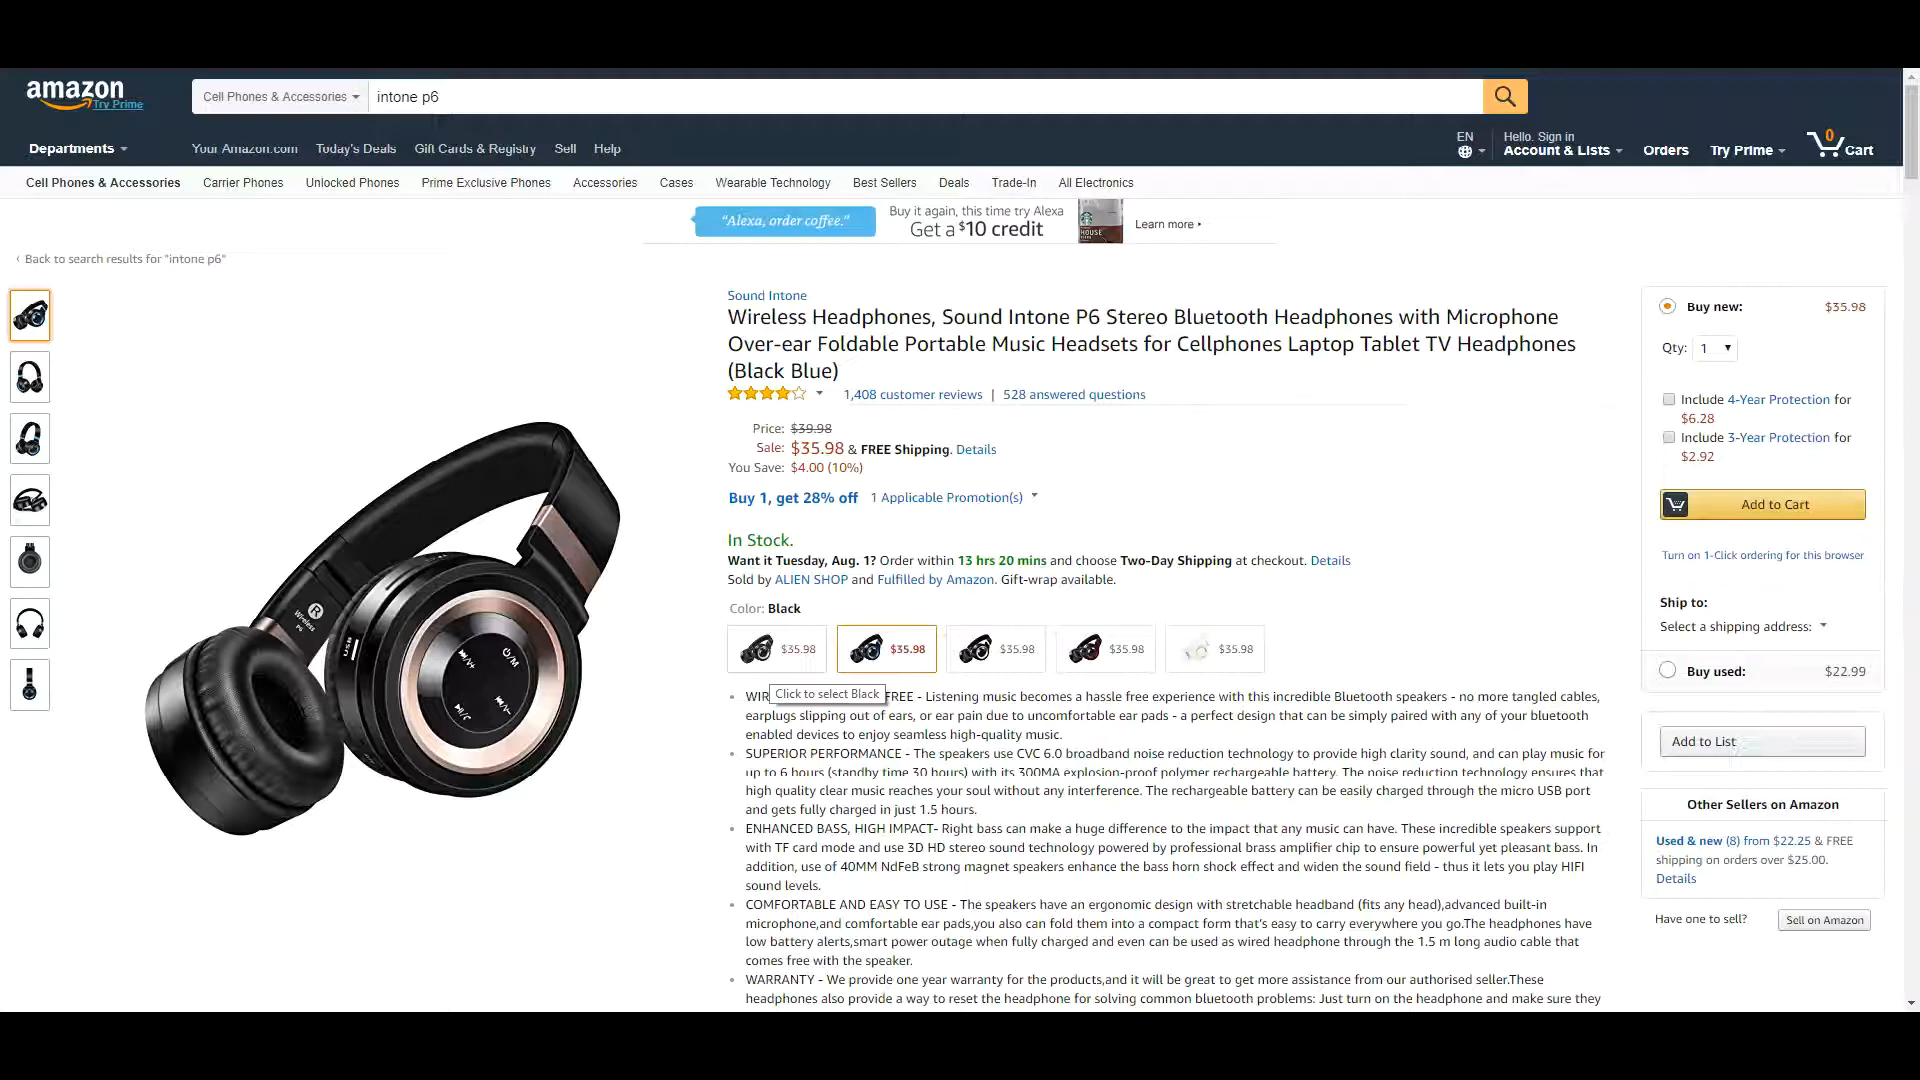 amazon
Try Prime
Cell Phones & Accessories
intone p6
Departments
Your Amazon.com
Today's Deals
Gift Cards & Registry
Sell
Help
EN
Hello. Sign in
Account & Lists
Orders
Try Prime
0
Cart
Cell Phones & Accessories
Carrier Phones
Unlocked Phones
Prime Exclusive Phones
Accessories
Cases
Wearable Technology
Best Sellers
Deals
Trade-In
All Electronics
"Alexa, order coffee."
Buy it again, this time try Alexa
Get a $10 credit
HOUSE
Learn more ▸
‹ Back to search results for "intone p6"
Sound Intone
Wireless Headphones, Sound Intone P6 Stereo Bluetooth Headphones with Microphone
Over-ear Foldable Portable Music Headsets for Cellphones Laptop Tablet TV Headphones
(Black Blue)
1,408 customer reviews | 528 answered questions
Price: $39.98
Sale: $35.98 & FREE Shipping. Details
You Save: $4.00 (10%)
Buy 1, get 28% off 1 Applicable Promotion(s)
In Stock.
Want it Tuesday, Aug. 1? Order within 13 hrs 20 mins and choose Two-Day Shipping at checkout. Details
Sold by ALIEN SHOP and Fulfilled by Amazon. Gift-wrap available.
Color: Black
$35.98
$35.98
$35.98
$35.98
$35.98
Click to select Black
• WIR FREE - Listening music becomes a hassle free experience with this incredible Bluetooth speakers - no more tangled cables,
earplugs slipping out of ears, or ear pain due to uncomfortable ear pads - a perfect design that can be simply paired with any of your bluetooth
enabled devices to enjoy seamless high-quality music.
• SUPERIOR PERFORMANCE - The speakers use CVC 6.0 broadband noise reduction technology to provide high clarity sound, and can play music for
up to 6 hours (standby time 30 hours) with its 300MA explosion-proof polymer rechargeable battery. The noise reduction technology ensures that
high quality clear music reaches your soul without any interference. The rechargeable battery can be easily charged through the micro USB port
and gets fully charged in just 1.5 hours.
• ENHANCED BASS, HIGH IMPACT- Right bass can make a huge difference to the impact that any music can have. These incredible speakers support
with TF card mode and use 3D HD stereo sound technology powered by professional brass amplifier chip to ensure powerful yet pleasant bass. In
addition, use of 40MM NdFeB strong magnet speakers enhance the bass horn shock effect and widen the sound field - thus it lets you play HIFI
sound levels.
• COMFORTABLE AND EASY TO USE - The speakers have an ergonomic design with stretchable headband (fits any head),advanced built-in
microphone,and comfortable ear pads,you also can fold them into a compact form that's easy to carry everywhere you go.The headphones have
low battery alerts,smart power outage when fully charged and even can be used as wired headphone through the 1.5 m long audio cable that
comes free with the speaker.
• WARRANTY - We provide one year warranty for the products,and it will be great to get more assistance from our authorised seller.These
headphones also provide a way to reset the headphone for solving common bluetooth problems: Just turn on the headphone and make sure they
R
Wireless
P6
USB
Buy new: $35.98
Qty: 1
Include 4-Year Protection for
$6.28
Include 3-Year Protection for
$2.92
Add to Cart
Turn on 1-Click ordering for this browser
Ship to:
Select a shipping address:
Buy used: $22.99
Add to List
Other Sellers on Amazon
Used & new (8) from $22.25 & FREE
shipping on orders over $25.00.
Details
Have one to sell? Sell on Amazon